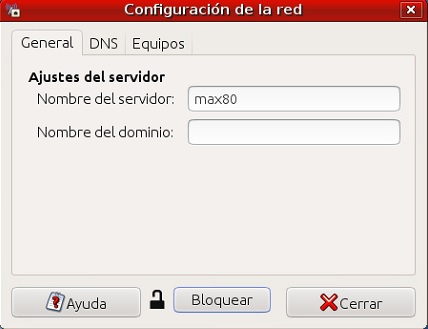 Configuración de la red
General DNS Equipos
Ajustes del servidor
Nombre del servidor: max80
Nombre del dominio:
Ayuda Bloquear Cerrar